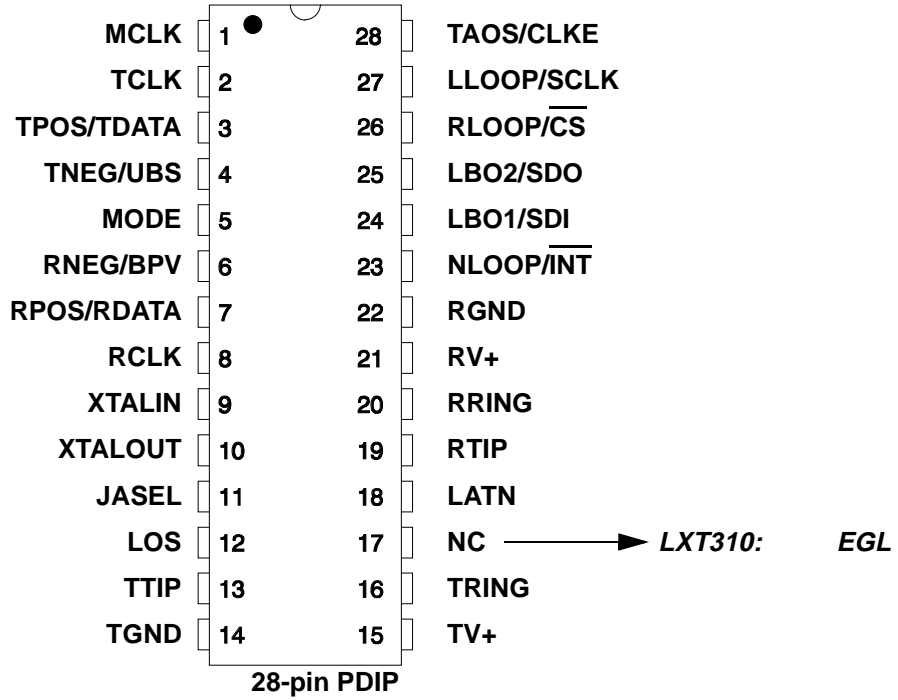 MCLK 1 28 TAOS/CLKE
TCLK 2 27 LLOOP/SCLK
TPOS/TDATA 3 26 RLOOP/C̅S̅
TNEG/UBS 4 25 LBO2/SDO
MODE 5 24 LBO1/SDI
RNEG/BPV 6 23 NLOOP/I̅N̅T̅
RPOS/RDATA 7 22 RGND
RCLK 8 21 RV+
XTALIN 9 20 RRING
XTALOUT 10 19 RTIP
JASEL 11 18 LATN
LOS 12 17 NC LXT310: EGL
TTIP 13 16 TRING
TGND 14 15 TV+
28-pin PDIP